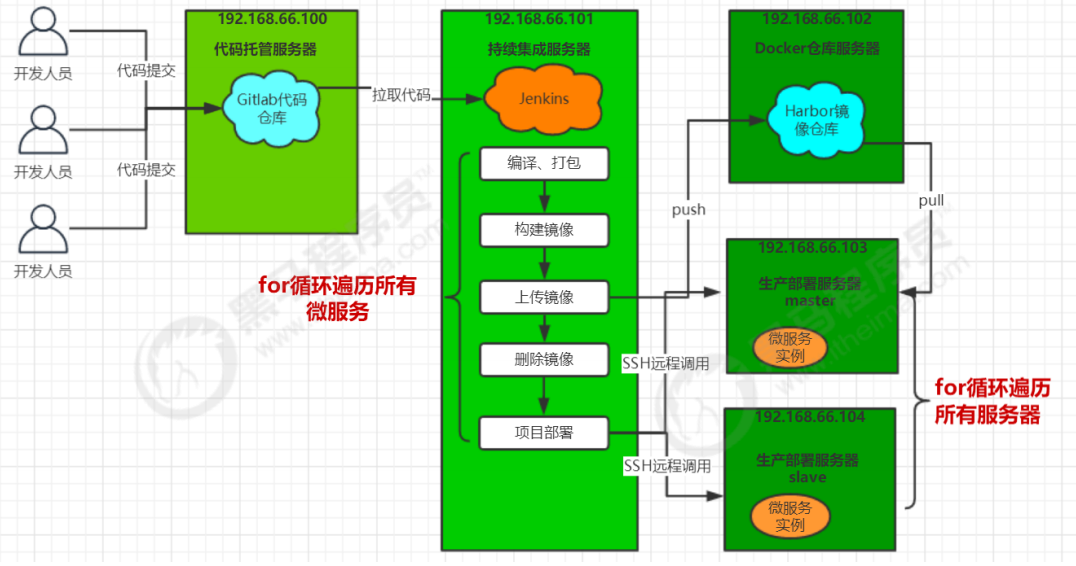 开发人员
开发人员
开发人员
代码提交
代码提交
192.168.66.100
代码托管服务器
Gitlab代码
仓库
拉取代码
192.168.66.101
持续集成服务器
Jenkins
编译、打包
构建镜像
上传镜像
删除镜像
项目部署
for循环遍历所有
微服务
push
SSH远程调用
SSH远程调用
192.168.66.102
Docker仓库服务器
Harbor镜
像仓库
pull
192.168.66.103
生产部署服务器
master
微服务
实例
192.168.66.104
生产部署服务器
slave
微服务
实例
for循环遍历
所有服务器
黑马程序员